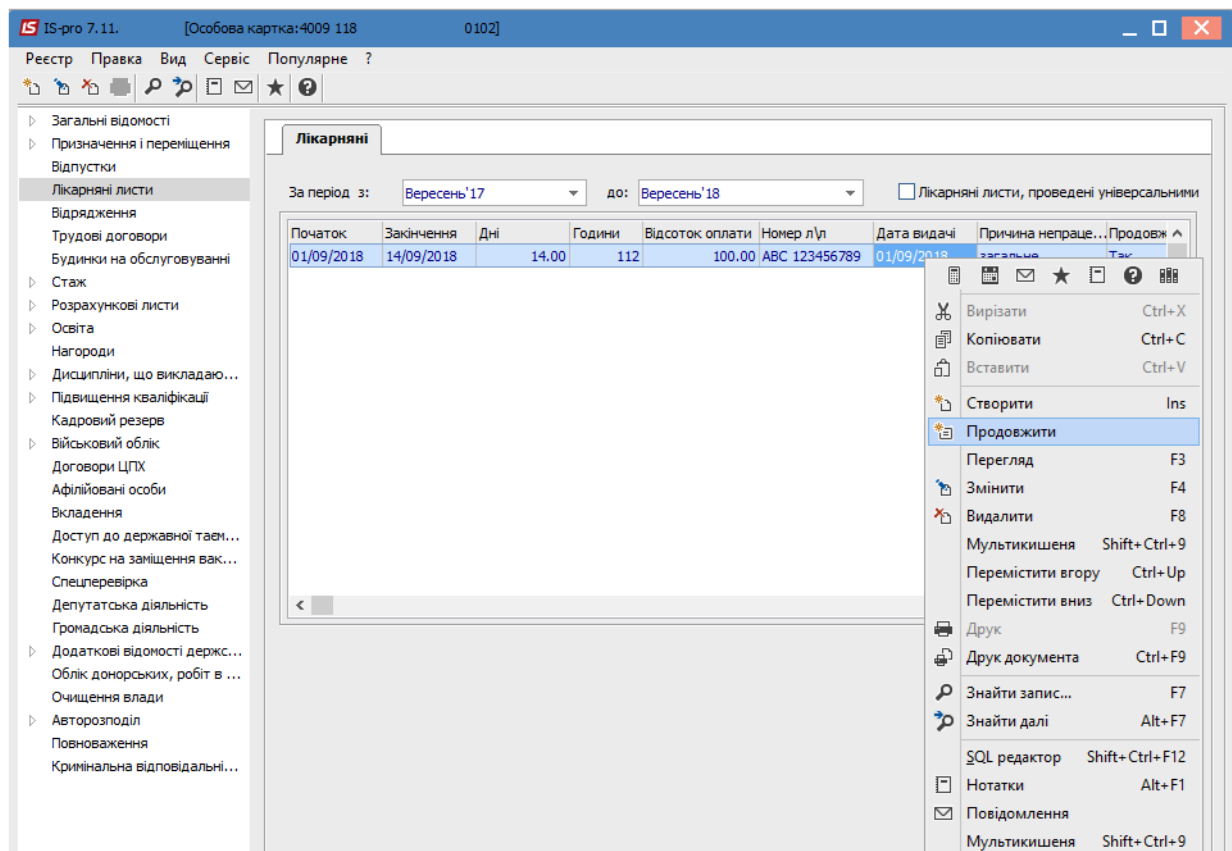 IS-pro 7.11. [Особова картка:4009 118 0102]
Реєстр Правка Вид Сервіс Популярне ?
Загальні відомості
Призначення і переміщення
Відпустки
Лікарняні листи
Відрядження
Трудові договори
Будинки на обслуговуванні
Стаж
Розрахункові листи
Освіта
Нагороди
Дисципліни, що викладаю...
Підвищення кваліфікації
Кадровий резерв
Військовий облік
Договори ЦПХ
Афілійовані особи
Вкладення
Доступ до державної таєм...
Конкурс на заміщення вак...
Спецперевірка
Депутатська діяльність
Громадська діяльність
Додаткові відомості держс...
Облік донорських, робіт в ...
Очищення влади
Авторозподіл
Повноваження
Кримінальна відповідальні...
Лікарняні
За період з: Вересень'17 до: Вересень'18 Лікарняні листи, проведені універсальними
Початок Закінчення Дні Години Відсоток оплати Номер л\п Дата видачі Причина непраце... Продовж
01/09/2018 14/09/2018 14.00 112 100.00 АВС 123456789 01/09/2018 загальне Так
Вирізати Ctrl+X
Копіювати Ctrl+C
Вставити Ctrl+V
Створити Ins
Продовжити
Перегляд F3
Змінити F4
Видалити F8
Мультикишеня Shift+Ctrl+9
Перемістити вгору Ctrl+Up
Перемістити вниз Ctrl+Down
Друк F9
Друк документа Ctrl+F9
Знайти запис... F7
Знайти далі Alt+F7
SQL редактор Shift+Ctrl+F12
Нотатки Alt+F1
Повідомлення
Мультикишеня Shift+Ctrl+9